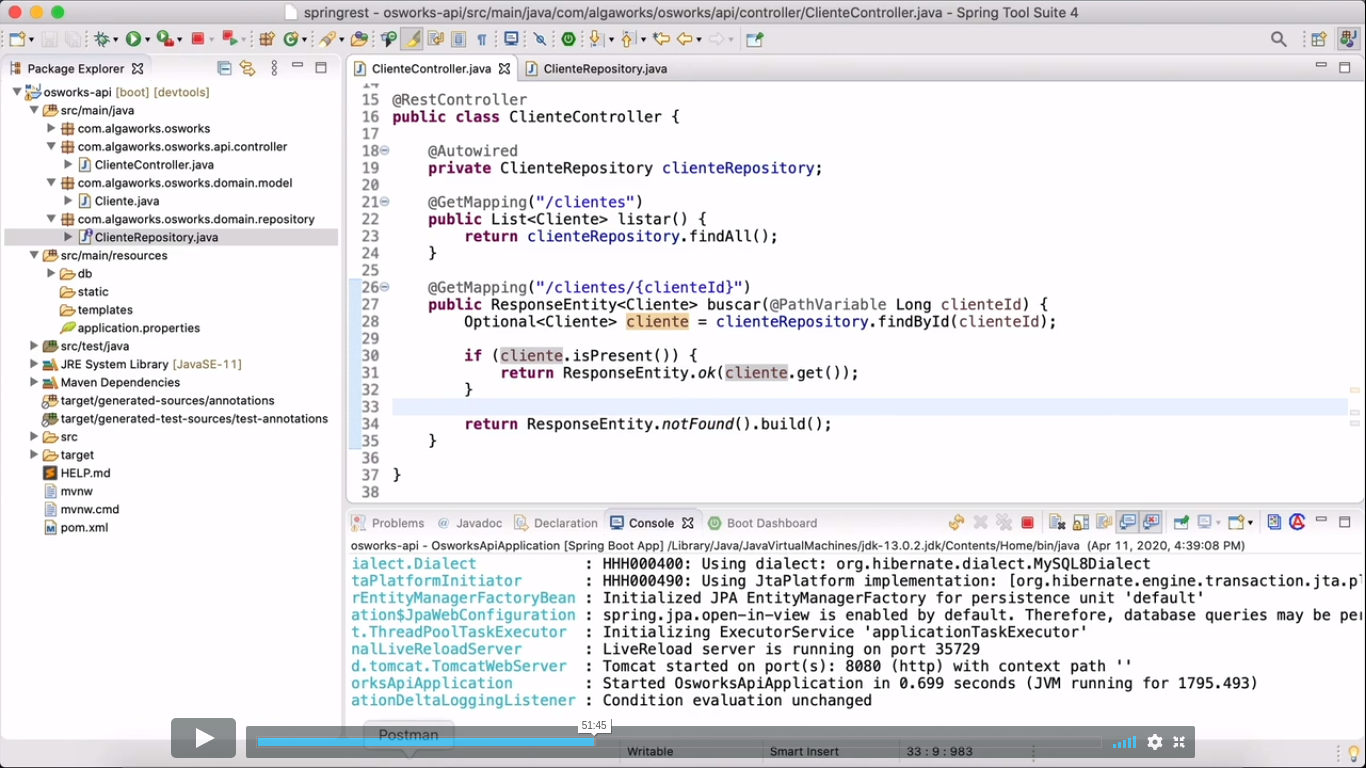 springrest - osworks-api/src/main/java/com/algaworks/osworks/api/controller/ClienteController.java - Spring Tool Suite 4
Package Explorer
osworks-api [boot] [devtools]
src/main/java
com.algaworks.osworks
com.algaworks.osworks.api.controller
ClienteController.java
com.algaworks.osworks.domain.model
Cliente.java
com.algaworks.osworks.domain.repository
ClienteRepository.java
src/main/resources
db
static
templates
application.properties
src/test/java
JRE System Library [JavaSE-11]
Maven Dependencies
target/generated-sources/annotations
target/generated-test-sources/test-annotations
src
target
HELP.md
mvnw
mvnw.cmd
pom.xml
ClienteController.java ClienteRepository.java
14
15 @RestController
16 public class ClienteController {
17
18 @Autowired
19 private ClienteRepository clienteRepository;
20
21 @GetMapping("/clientes")
22 public List<Cliente> listar() {
23 return clienteRepository.findAll();
24 }
25
26 @GetMapping("/clientes/{clienteId}")
27 public ResponseEntity<Cliente> buscar(@PathVariable Long clienteId) {
28 Optional<Cliente> cliente = clienteRepository.findById(clienteId);
29
30 if (cliente.isPresent()) {
31 return ResponseEntity.ok(cliente.get());
32 }
33
34 return ResponseEntity.notFound().build();
35 }
36
37 }
38
Problems @ Javadoc Declaration Console Boot Dashboard
osworks-api - OsworksApiApplication [Spring Boot App] /Library/Java/JavaVirtualMachines/jdk-13.0.2.jdk/Contents/Home/bin/java (Apr 11, 2020, 4:39:08 PM)
ialect.Dialect : HHH000400: Using dialect: org.hibernate.dialect.MySQL8Dialect
taPlatformInitiator : HHH000490: Using JtaPlatform implementation: [org.hibernate.engine.transaction.jta.pl
rEntityManagerFactoryBean : Initialized JPA EntityManagerFactory for persistence unit 'default'
ation$JpaWebConfiguration : spring.jpa.open-in-view is enabled by default. Therefore, database queries may be per
t.ThreadPoolTaskExecutor : Initializing ExecutorService 'applicationTaskExecutor'
nalLiveReloadServer : LiveReload server is running on port 35729
d.tomcat.TomcatWebServer : Tomcat started on port(s): 8080 (http) with context path ''
orksApiApplication : Started OsworksApiApplication in 0.699 seconds (JVM running for 1795.493)
ationDeltaLoggingListener : Condition evaluation unchanged
51:45
Postman
Writable Smart Insert 33 : 9 : 983